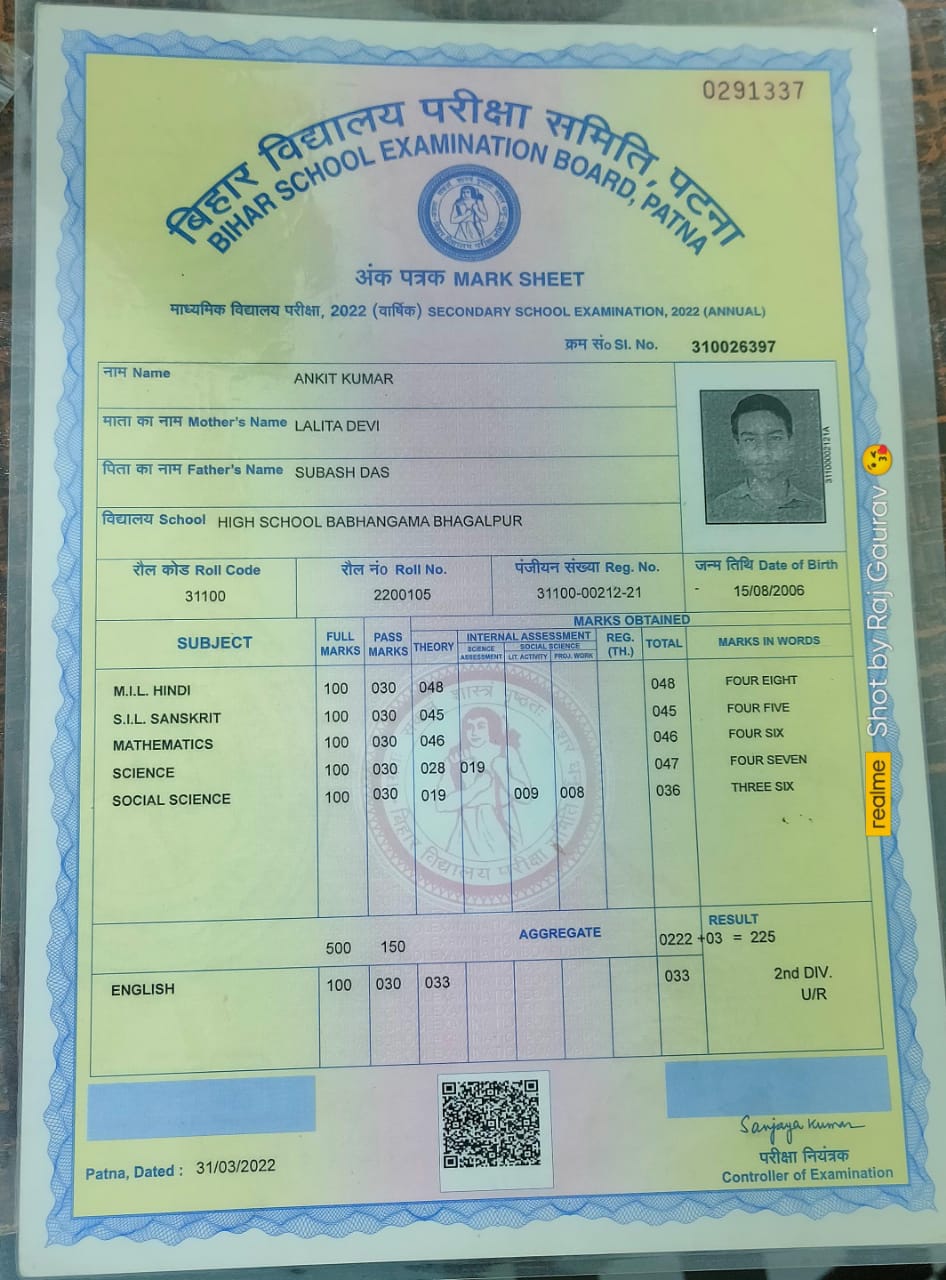 0291337
बिहार विद्यालय परीक्षा समिति, पटना
BIHAR SCHOOL EXAMINATION BOARD, PATNA
अंक पत्रक MARK SHEET
माध्यमिक विद्यालय परीक्षा, 2022 (वार्षिक) SECONDARY SCHOOL EXAMINATION, 2022 (ANNUAL)
क्रम सं० Sl. No. 310026397
नाम Name ANKIT KUMAR
माता का नाम Mother's Name LALITA DEVI
पिता का नाम Father's Name SUBASH DAS
विद्यालय School HIGH SCHOOL BABHANGAMA BHAGALPUR
रौल कोड Roll Code रौल नं० Roll No. पंजीयन संख्या Reg. No. जन्म तिथि Date of Birth
31100 2200105 31100-00212-21 15/08/2006
MARKS OBTAINED
SUBJECT FULL MARKS PASS MARKS THEORY INTERNAL ASSESSMENT REG. (TH.) TOTAL MARKS IN WORDS
SCIENCE ASSESSMENT SOCIAL SCIENCE LIT. ACTIVITY PROJ. WORK
M.I.L. HINDI 100 030 048 048 FOUR EIGHT
S.I.L. SANSKRIT 100 030 045 045 FOUR FIVE
MATHEMATICS 100 030 046 046 FOUR SIX
SCIENCE 100 030 028 019 047 FOUR SEVEN
SOCIAL SCIENCE 100 030 019 009 008 036 THREE SIX
बिहार विद्यालय परीक्षा समिति
500 150 AGGREGATE 0222 +03 = 225
RESULT
ENGLISH 100 030 033 033 2nd DIV.
U/R
Sanjaya Kumar
परीक्षा नियंत्रक
Controller of Examination
Patna, Dated : 31/03/2022
realme Shot by Raj Gaurav